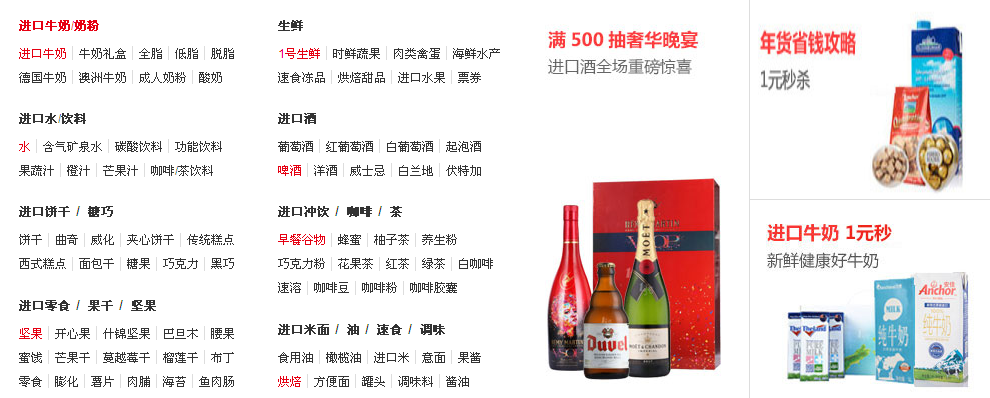 进口牛奶/奶粉
进口牛奶 牛奶礼盒 全脂 低脂 脱脂
德国牛奶 澳洲牛奶 成人奶粉 酸奶
进口水/饮料
水 含气矿泉水 碳酸饮料 功能饮料
果蔬汁 橙汁 芒果汁 咖啡/茶饮料
进口饼干 / 糖巧
饼干 曲奇 威化 夹心饼干 传统糕点
西式糕点 面包干 糖果 巧克力 黑巧
进口零食 / 果干 / 坚果
坚果 开心果 什锦坚果 巴旦木 腰果
蜜饯 芒果干 蔓越莓干 榴莲干 布丁
零食 膨化 薯片 肉脯 海苔 鱼肉肠
生鲜
1号生鲜 时鲜蔬果 肉类禽蛋 海鲜水产
速食冻品 烘焙甜品 进口水果 票券
进口酒
葡萄酒 红葡萄酒 白葡萄酒 起泡酒
啤酒 洋酒 威士忌 白兰地 伏特加
进口冲饮 / 咖啡 / 茶
早餐谷物 蜂蜜 柚子茶 养生粉
巧克力粉 花果茶 红茶 绿茶 白咖啡
速溶 咖啡豆 咖啡粉 咖啡胶囊
进口米面 / 油 / 速食 / 调味
食用油 橄榄油 进口米 意面 果酱
烘焙 方便面 罐头 调味料 酱油
满 500 抽奢华晚宴
进口酒全场重磅惊喜
MOËT
Duvel
MOËT & CHANDON
年货省钱攻略
1元秒杀
进口牛奶 1元秒
新鲜健康好牛奶
MILK
纯牛奶
安佳
Anchor
纯牛奶